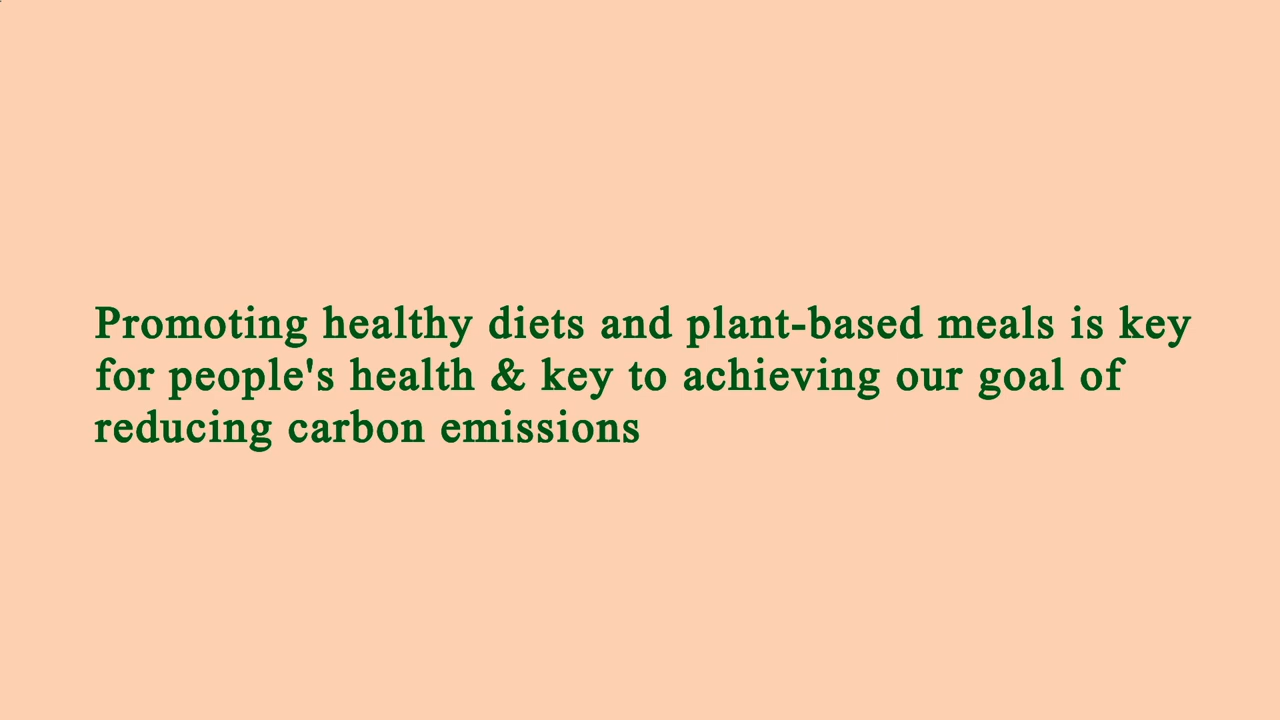 Promoting healthy diets and plant-based meals is key
for people's health & key to achieving our goal of
reducing carbon emissions